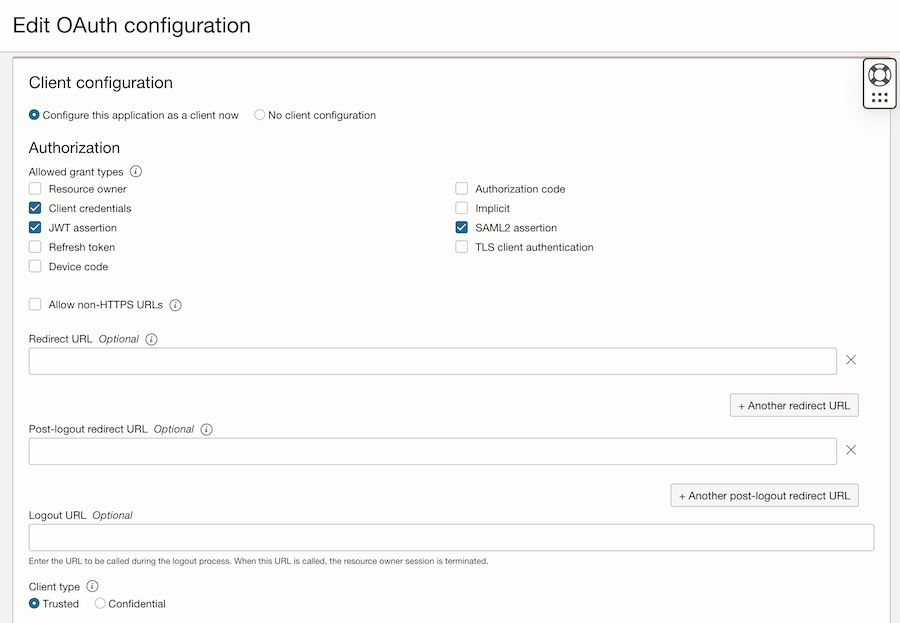 Edit OAuth configuration
Client configuration
Configure this application as a client now No client configuration
Authorization
Allowed grant types
Resource owner Authorization code
Client credentials Implicit
JWT assertion SAML2 assertion
Refresh token TLS client authentication
Device code
Allow non-HTTPS URLs
Redirect URL Optional
+ Another redirect URL
Post-logout redirect URL Optional
+ Another post-logout redirect URL
Logout URL Optional
Enter the URL to be called during the logout process. When this URL is called, the resource owner session is terminated.
Client type
Trusted Confidential